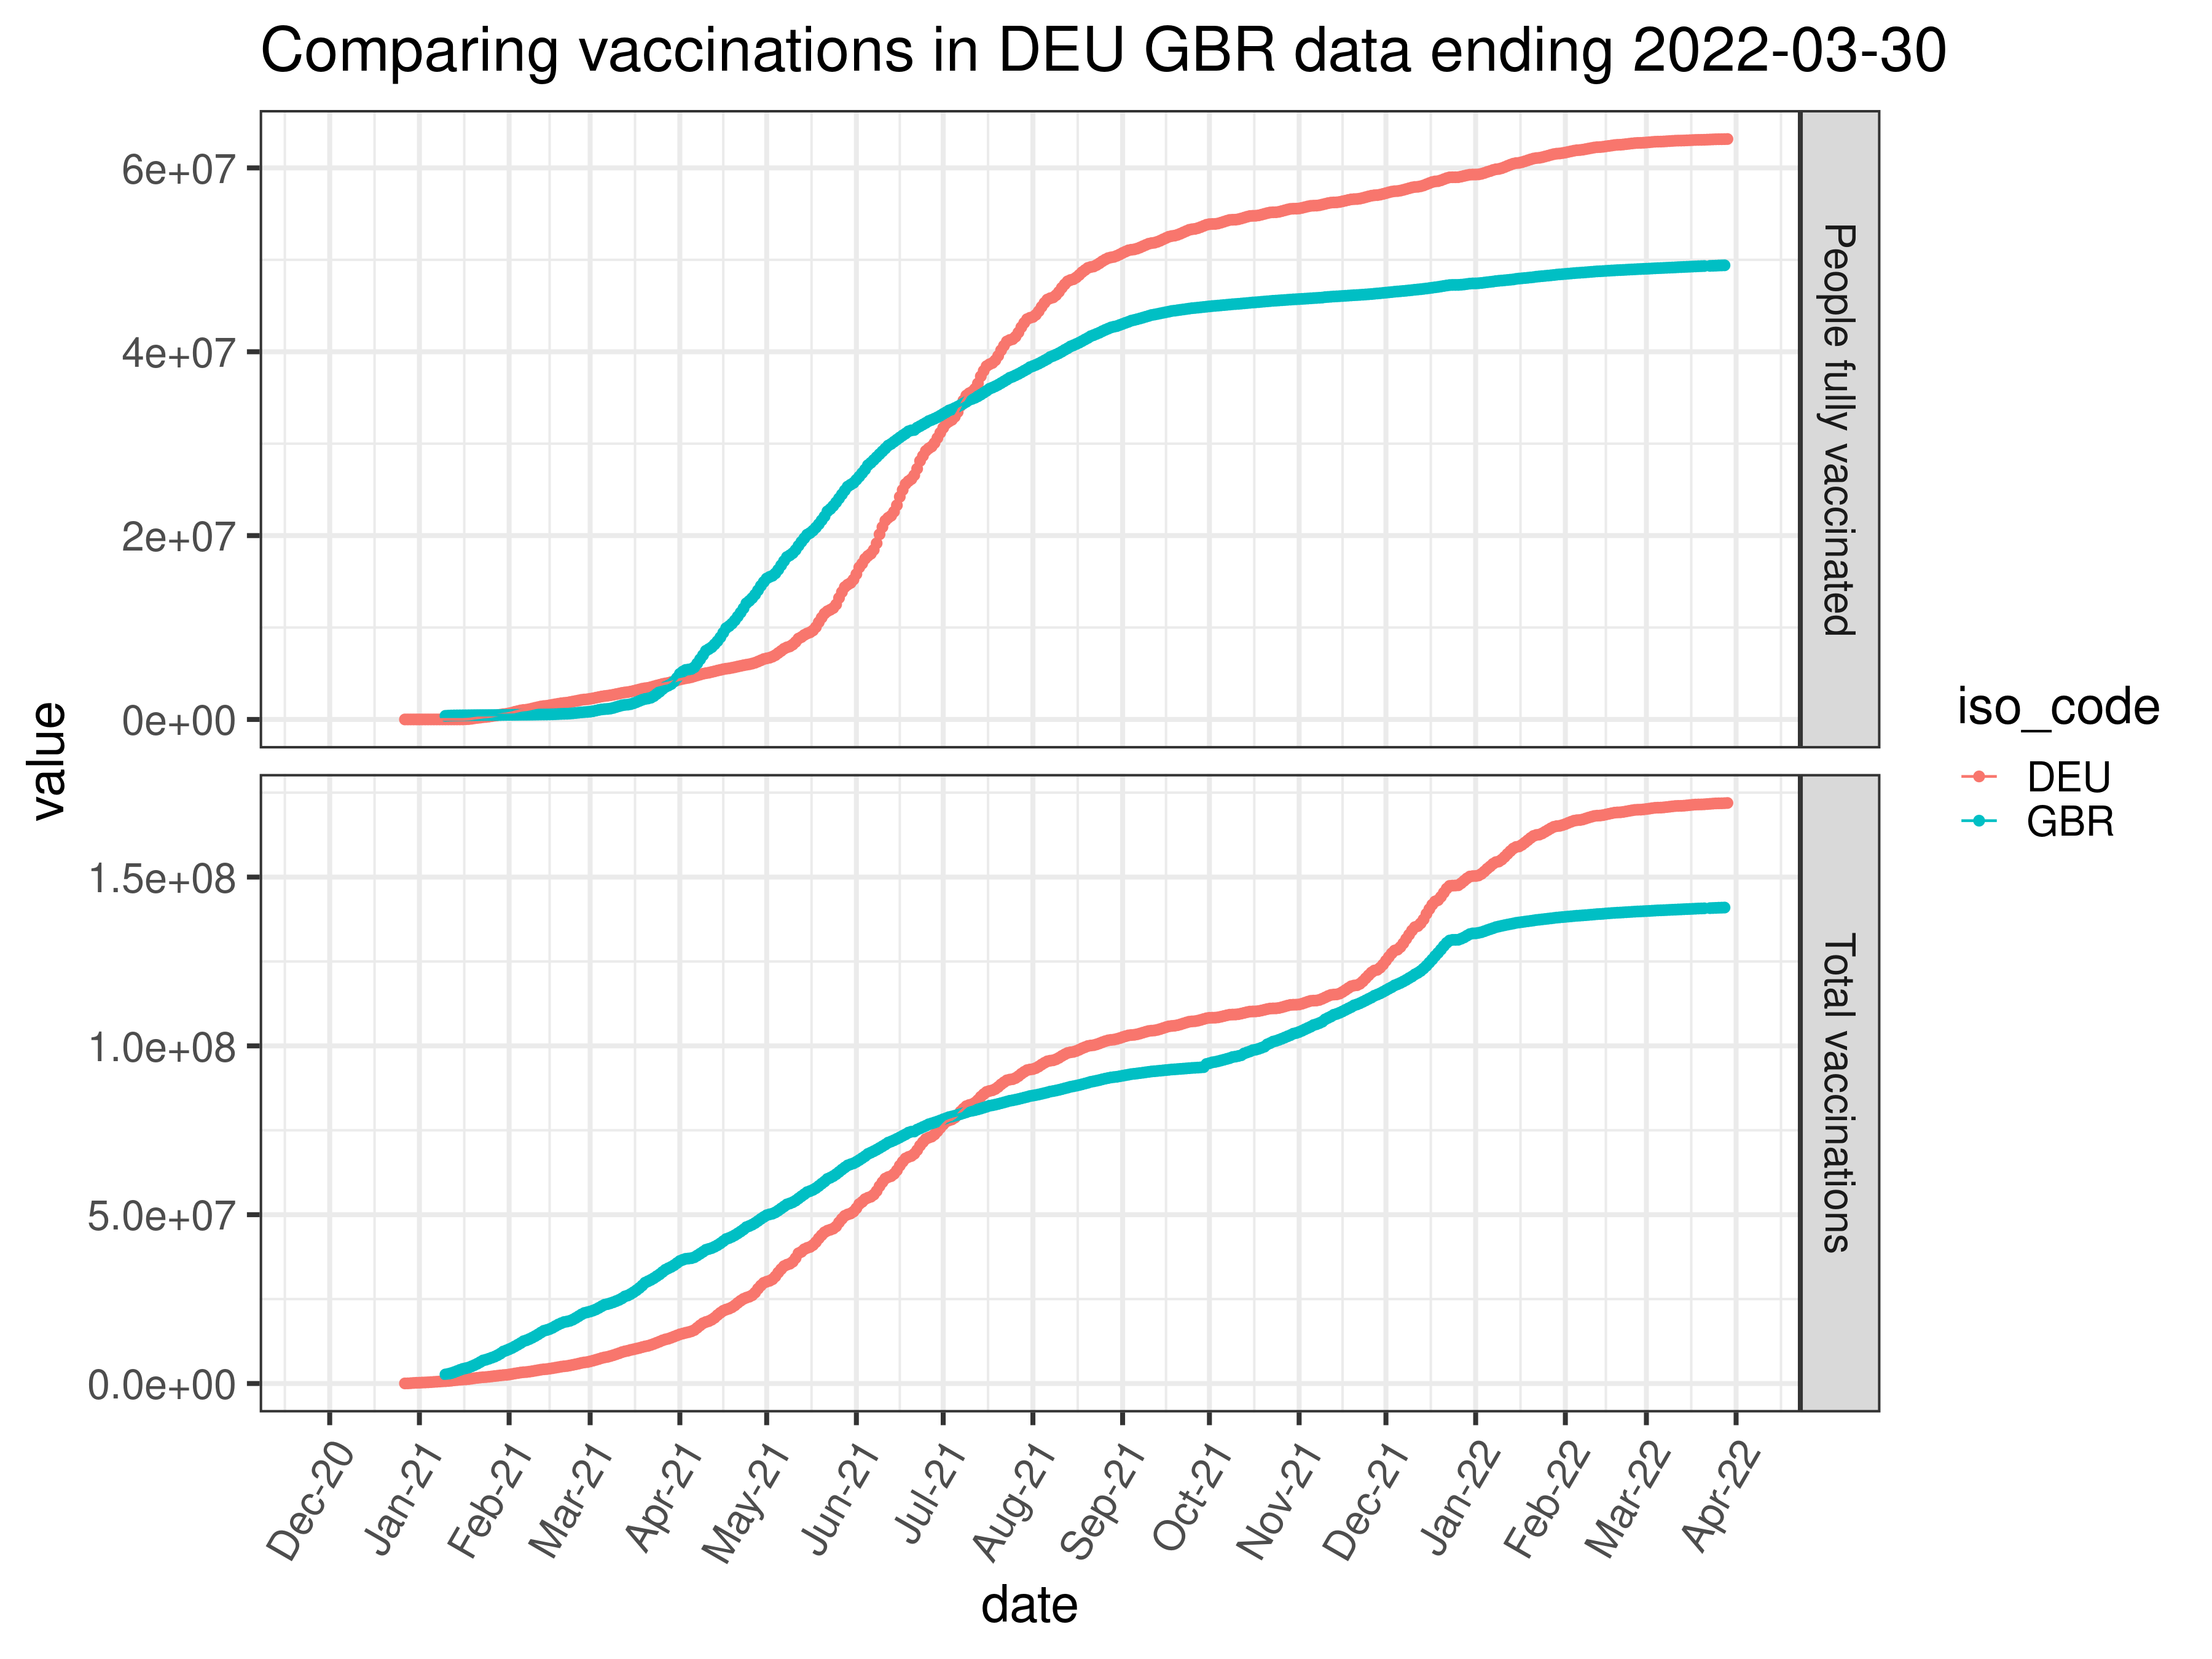 Comparing vaccinations in DEU GBR data ending 2022-03-30
value
6e+07
4e+07
2e+07
0e+00
People fully vaccinated
1.5e+08
1.0e+08
5.0e+07
0.0e+00
Total vaccinations
Dec-20
Jan-21
Feb-21
Mar-21
Apr-21
May-21
Jun-21
Jul-21
Aug-21
Sep-21
Oct-21
Nov-21
Dec-21
Jan-22
Feb-22
Mar-22
Apr-22
date
iso_code
DEU
GBR